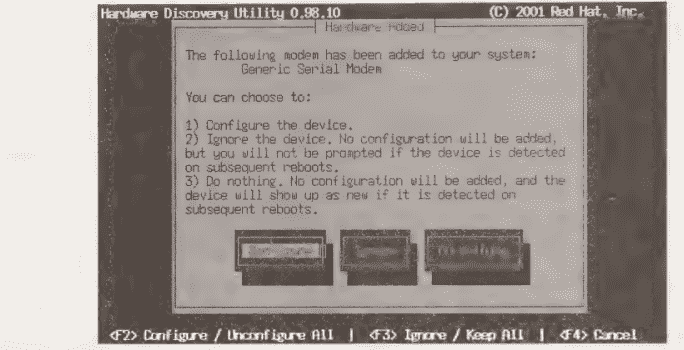 Hardware Discovery Utility 0.98.10 (C) 2001 Red Hat, Inc.
Hardware Added
The following modem has been added to your system:
Generic Serial Modem
You can choose to:
1) Configure the device.
2) Ignore the device. No configuration will be added,
but you will not be prompted if the device is detected
on subsequent reboots.
3) Do nothing. No configuration will be added, and the
device will show up as new if it is detected on
subsequent reboots.
<F2> Configure / Unconfigure All | <F3> Ignore / Keep All | <F4> Cancel